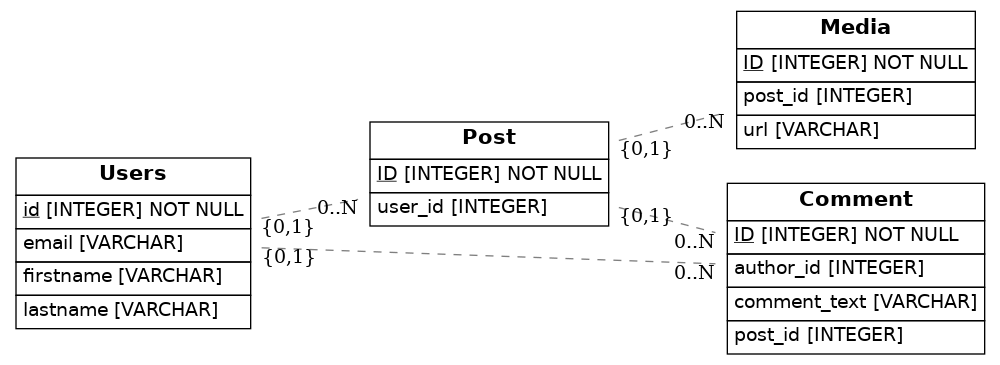 Users
id [INTEGER] NOT NULL
email [VARCHAR]
firstname [VARCHAR]
lastname [VARCHAR]
{0,1}
0..N
{0,1}
0..N
Post
ID [INTEGER] NOT NULL
user_id [INTEGER]
{0,1}
0..N
{0,1}
0..N
Media
ID [INTEGER] NOT NULL
post_id [INTEGER]
url [VARCHAR]
Comment
ID [INTEGER] NOT NULL
author_id [INTEGER]
comment_text [VARCHAR]
post_id [INTEGER]